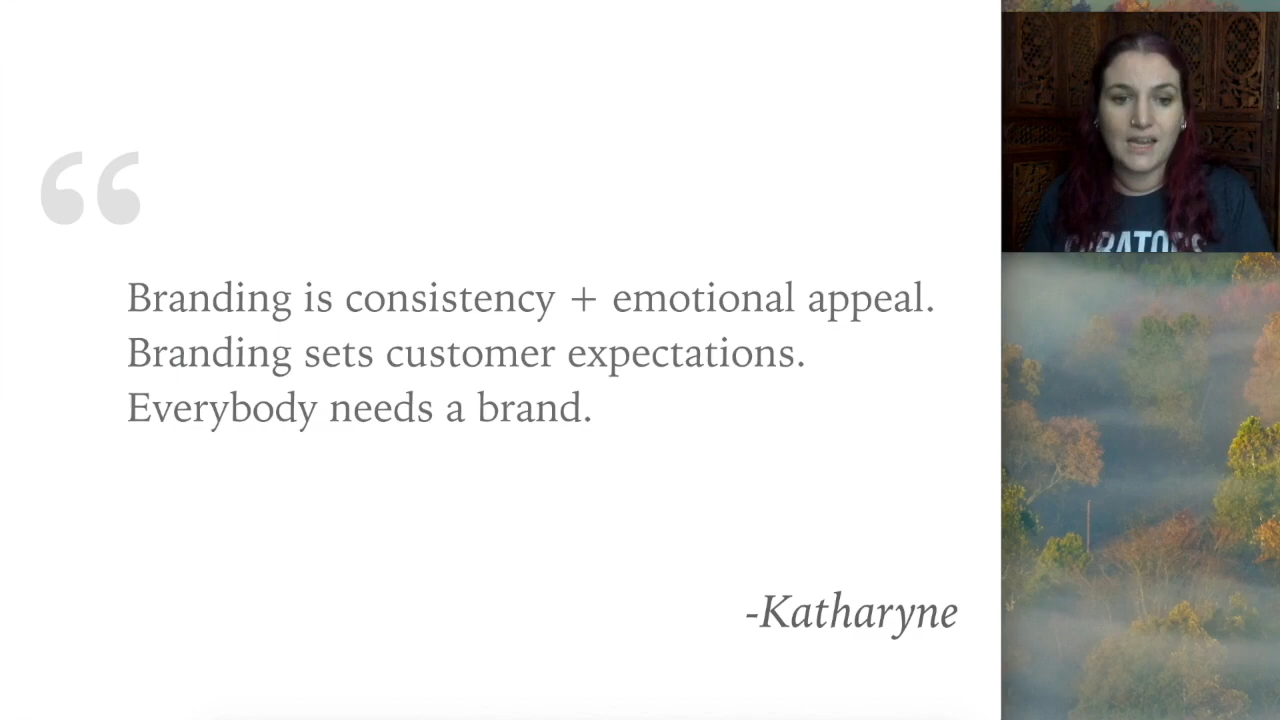 “
Branding is consistency + emotional appeal.
Branding sets customer expectations.
Everybody needs a brand.
-Katharyne